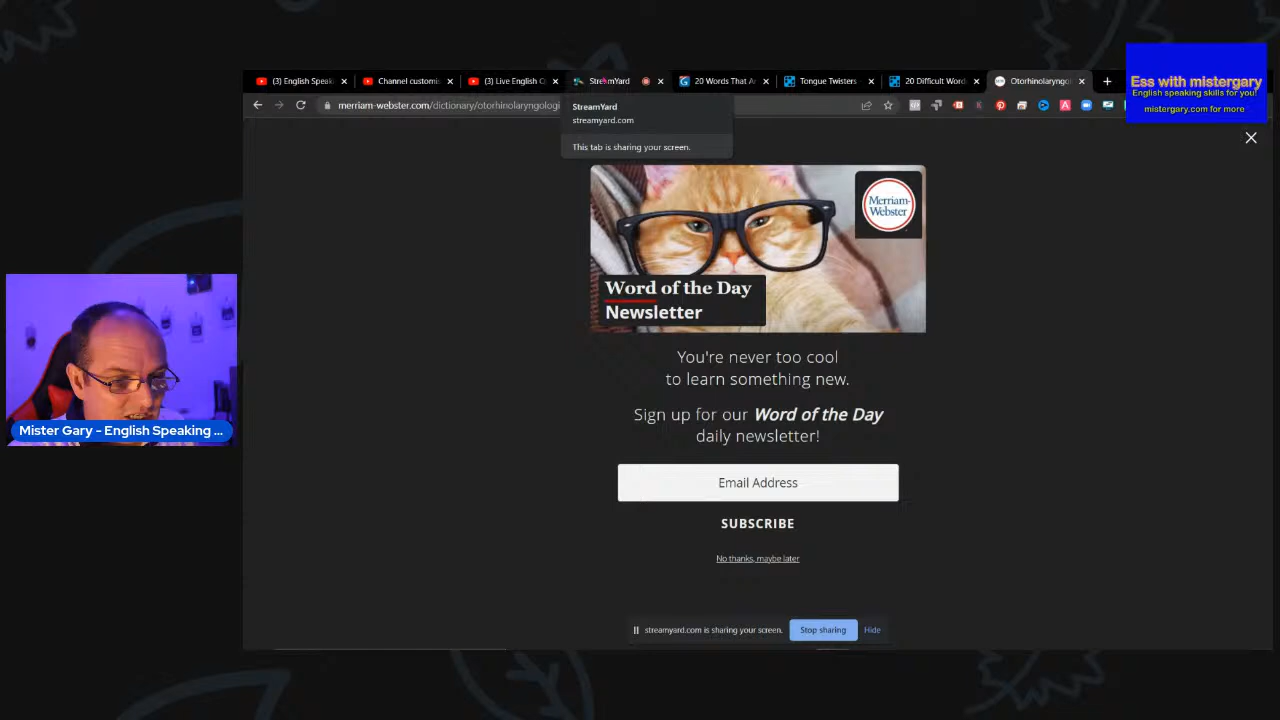 (3) English Speak
Channel customis
(3) Live English Q
StreamYard
20 Words That A
Tongue Twisters -
20 Difficult Word
Otorhinolaryngol
merriam-webster.com/dictionary/otorhinolaryngologi
StreamYard
streamyard.com
This tab is sharing your screen.
Ess with mistergary
English speaking skills for you!
mistergary.com for more
Merriam-
Webster
Word of the Day
Newsletter
You're never too cool
to learn something new.
Sign up for our Word of the Day
daily newsletter!
Email Address
SUBSCRIBE
No thanks, maybe later
streamyard.com is sharing your screen.
Stop sharing
Hide
Mister Gary - English Speaking ...